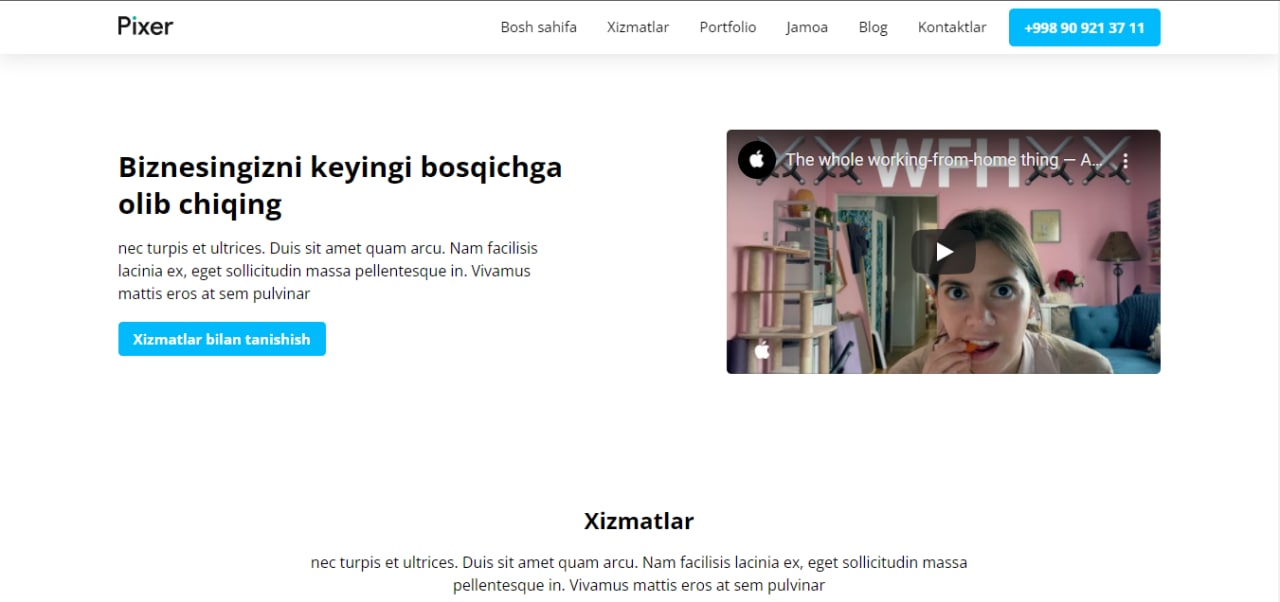 Pixer
Bosh sahifa Xizmatlar Portfolio Jamoa Blog Kontaktlar +998 90 921 37 11
Biznesingizni keyingi bosqichga
olib chiqing
nec turpis et ultrices. Duis sit amet quam arcu. Nam facilisis
lacinia ex, eget sollicitudin massa pellentesque in. Vivamus
mattis eros at sem pulvinar
Xizmatlar bilan tanishish
WFH
The whole working-from-home thing — A...
Xizmatlar
nec turpis et ultrices. Duis sit amet quam arcu. Nam facilisis lacinia ex, eget sollicitudin massa
pellentesque in. Vivamus mattis eros at sem pulvinar